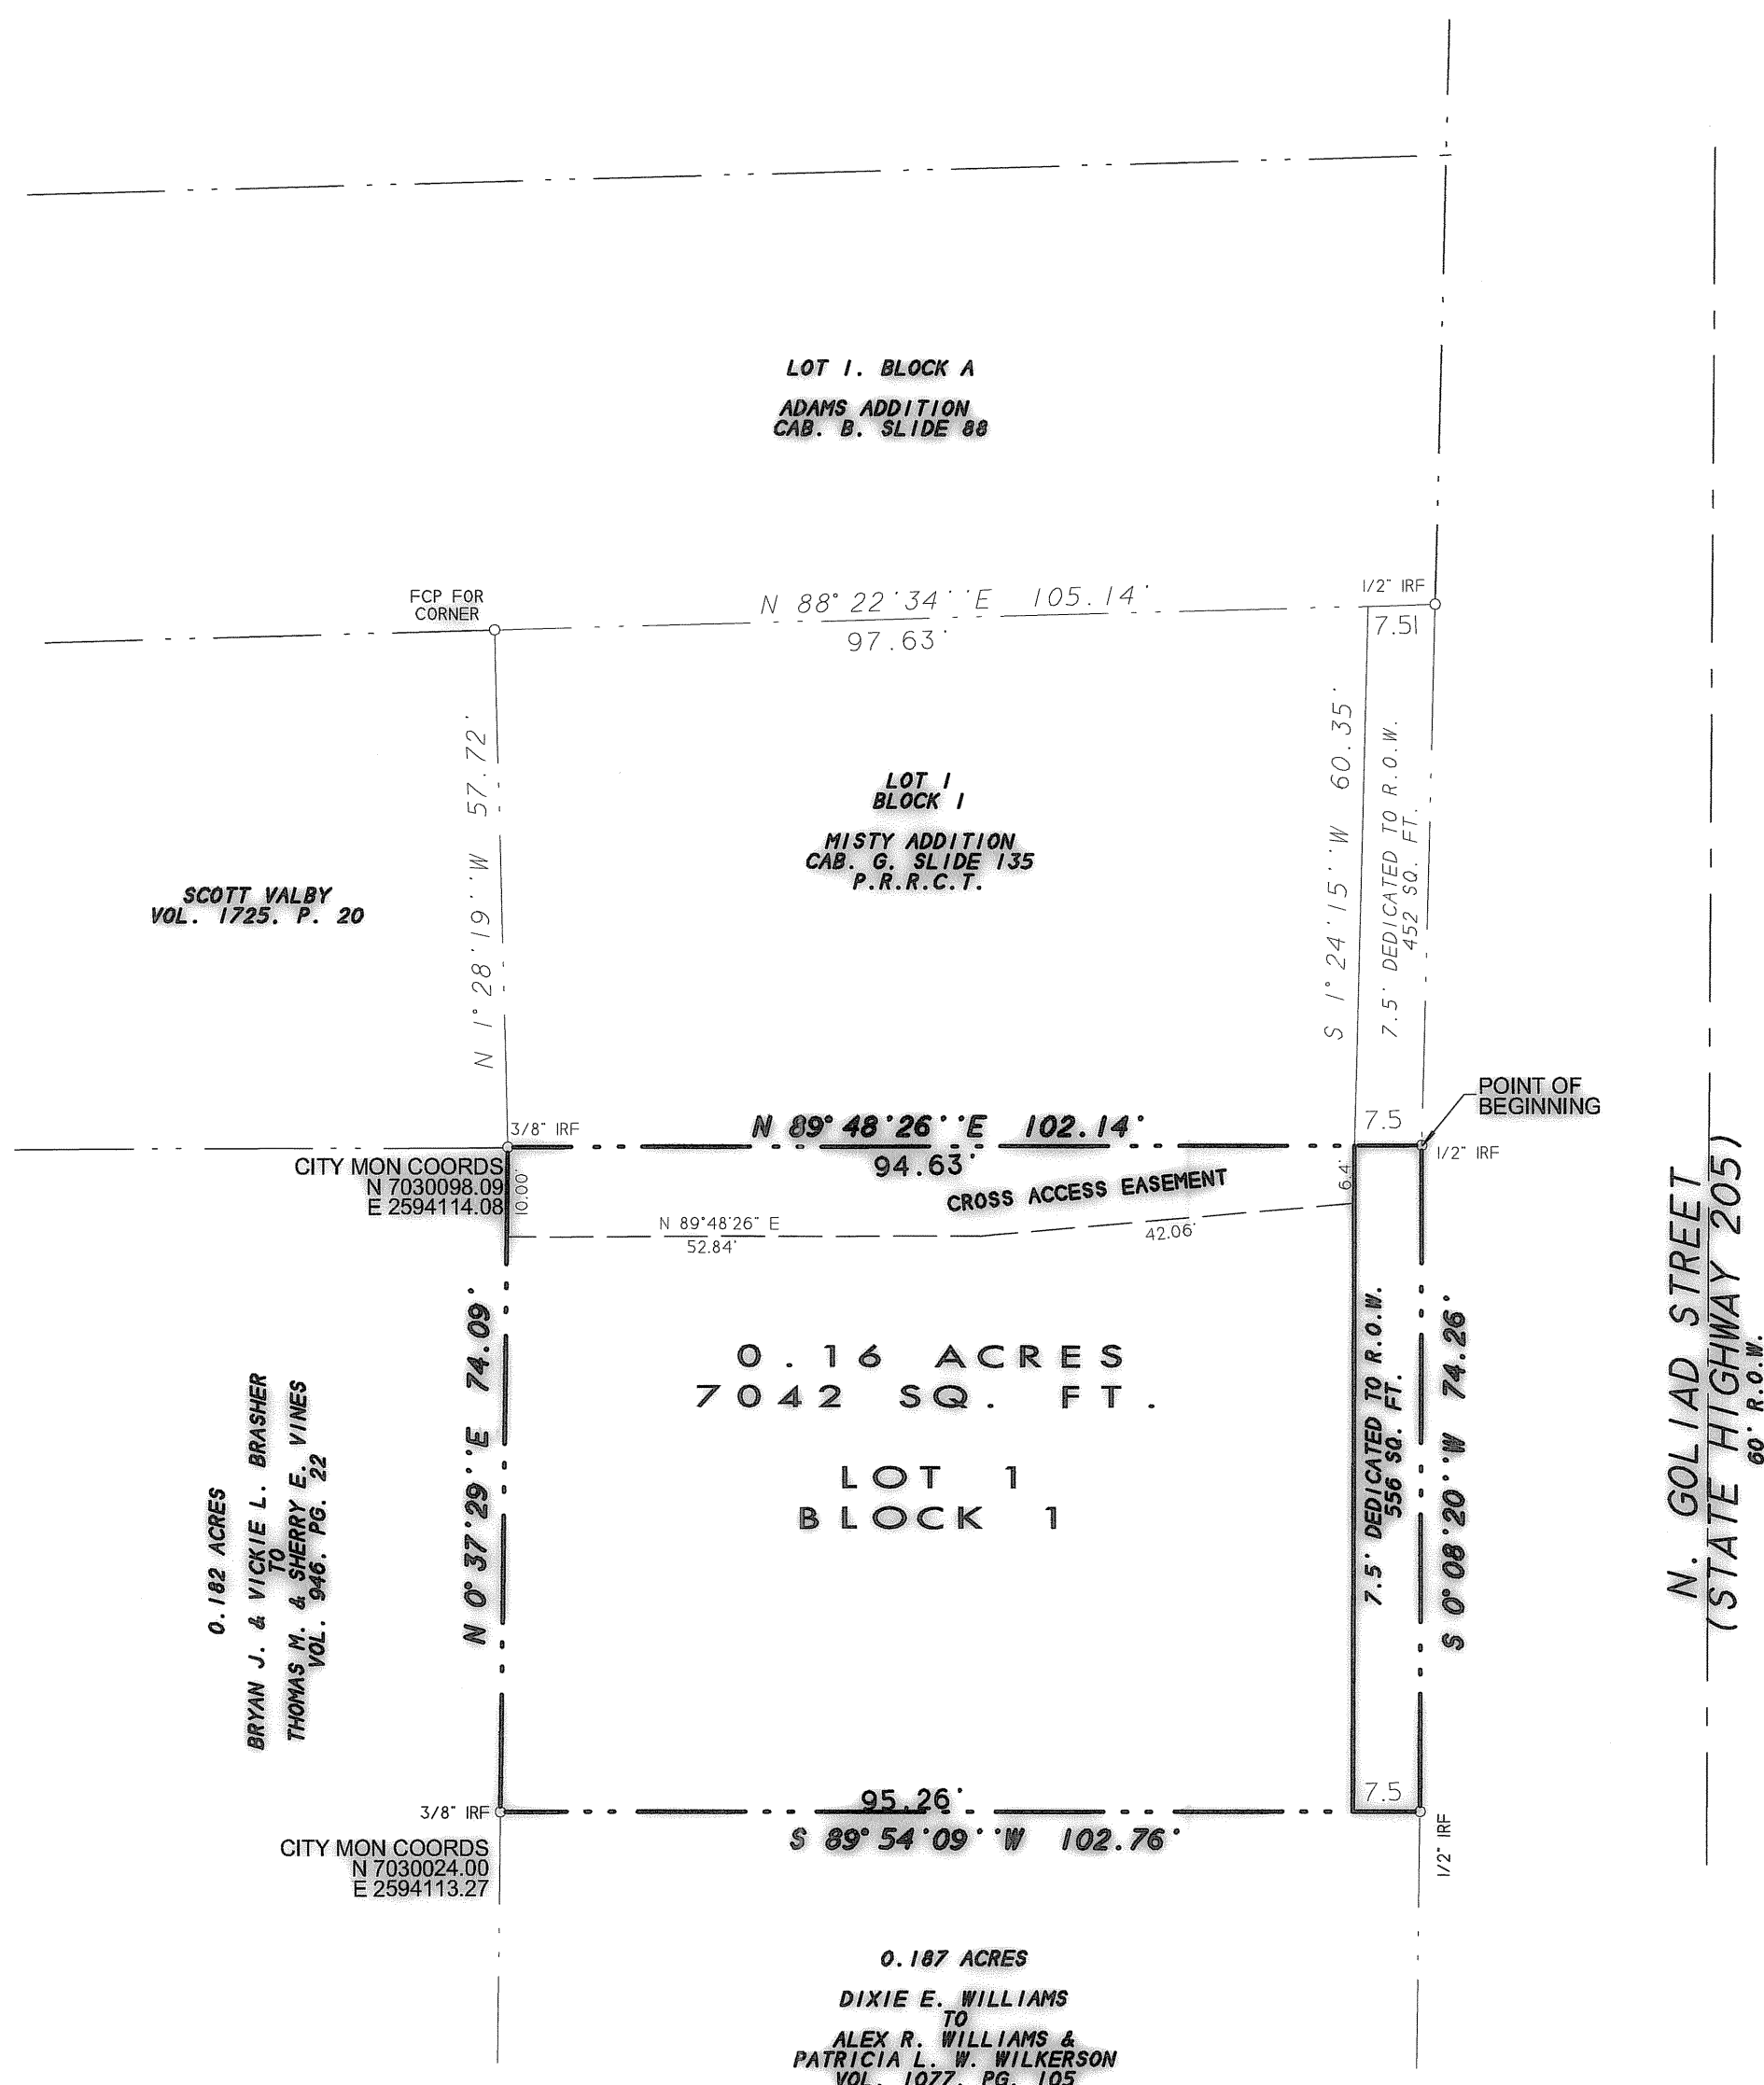 LOT 1. BLOCK A
ADAMS ADDITION
CAB. B. SLIDE 88
FCP FOR
CORNER
N 88° 22'34''E 105.14'
97.63'
1/2" IRF
7.51
N 1° 28'19''W 57.72'
S 1° 24'15''W 60.35'
7.5' DEDICATED TO R.O.W.
452 SQ. FT.
LOT 1
BLOCK 1
MISTY ADDITION
CAB. G. SLIDE 135
P.R.R.C.T.
SCOTT VALBY
VOL. 1725. P. 20
POINT OF
BEGINNING
3/8" IRF
N 89° 48'26''E 102.14'
94.63'
7.5
1/2" IRF
CITY MON COORDS
N 7030098.09
E 2594114.08
10.00'
CROSS ACCESS EASEMENT
6.4'
N 89°48'26" E
52.84'
42.06'
N 0° 37'29''E 74.09'
0.16 ACRES
7042 SQ. FT.
LOT 1
BLOCK 1
7.5' DEDICATED TO R.O.W.
556 SQ. FT.
S 0° 08'20''W 74.26'
N. GOLIAD STREET
(STATE HIGHWAY 205)
60' R.O.W.
0.182 ACRES
BRYAN J. & VICKIE L. BRASHER
TO
THOMAS M. & SHERRY E. VINES
VOL. 946. PG. 22
3/8" IRF
95.26'
S 89° 54'09''W 102.76'
7.5
1/2" IRF
CITY MON COORDS
N 7030024.00
E 2594113.27
0.187 ACRES
DIXIE E. WILLIAMS
TO
ALEX R. WILLIAMS &
PATRICIA L. W. WILKERSON
VOL. 1077. PG. 105